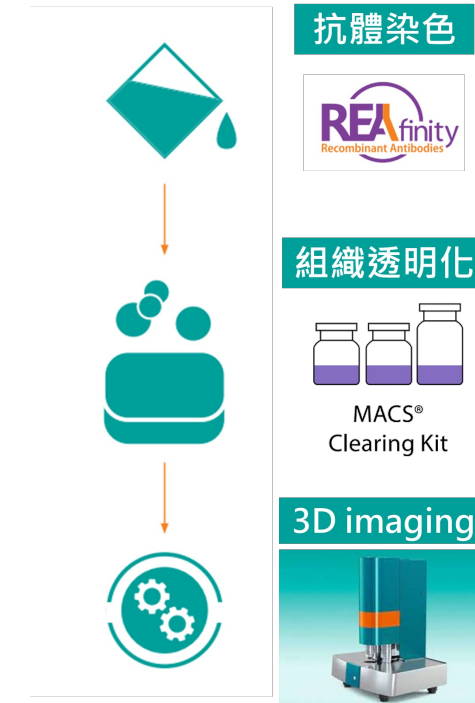 抗體染色
REAfinity
Recombinant Antibodies
組織透明化
MACS®
Clearing Kit
3D imaging